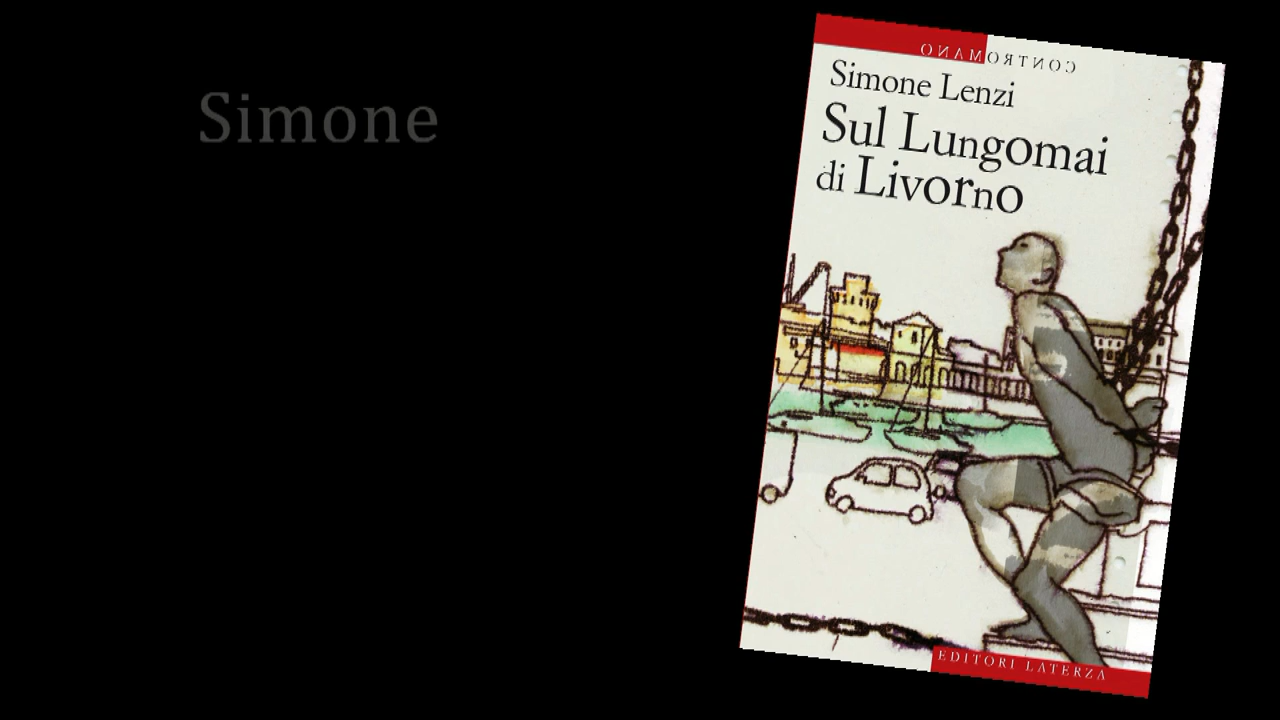 Simone
CONTROMANO
Simone Lenzi
Sul Lungomai
di Livorno
EDITORI LATERZA